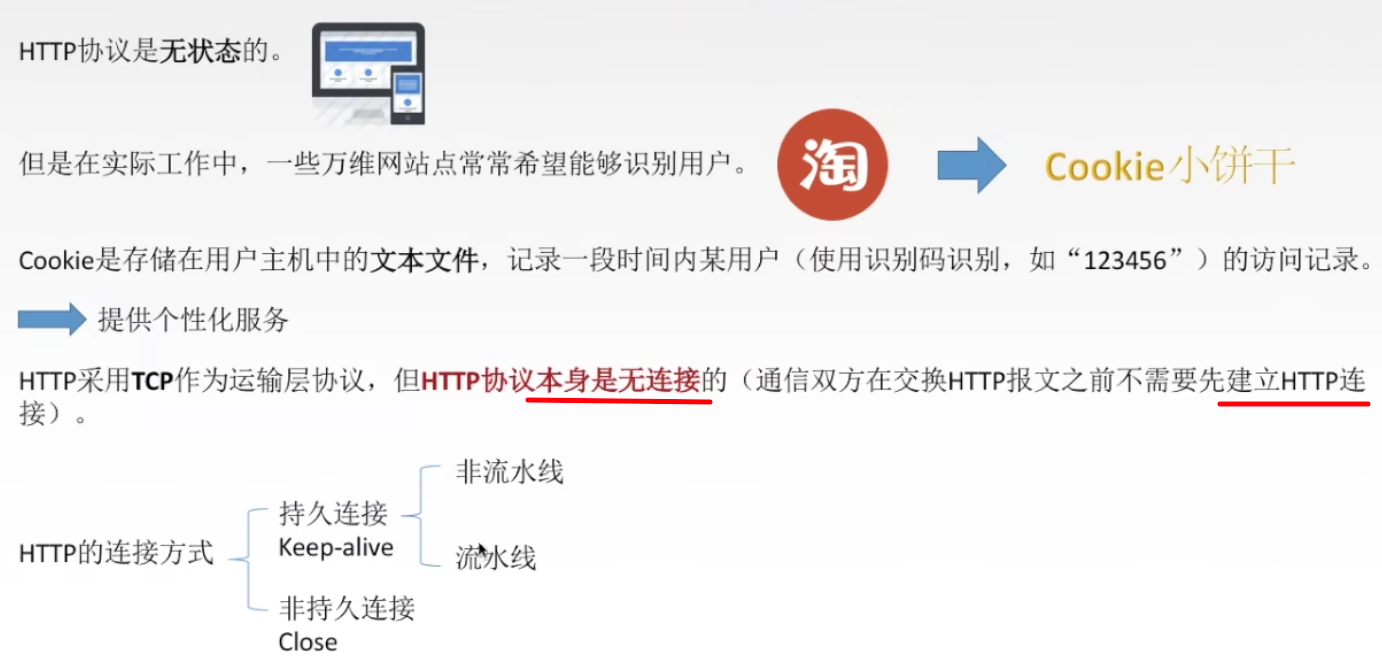 HTTP协议是无状态的。
但是在实际工作中，一些万维网站点常常希望能够识别用户。
淘
Cookie小饼干
Cookie是存储在用户主机中的文本文件，记录一段时间内某用户（使用识别码识别，如“123456”）的访问记录。
提供个性化服务
HTTP采用TCP作为运输层协议，但HTTP协议本身是无连接的（通信双方在交换HTTP报文之前不需要先建立HTTP连
接）。
非流水线
持久连接
Keep-alive
HTTP的连接方式
流水线
非持久连接
Close